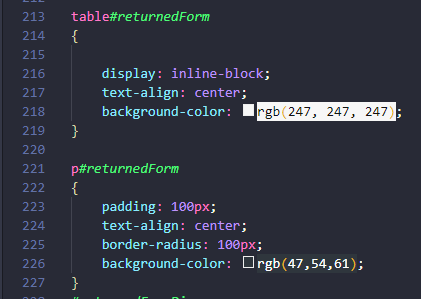 213 table#returnedForm
214 {
215
216 display: inline-block;
217 text-align: center;
218 background-color: rgb(247, 247, 247);
219 }
220
221 p#returnedForm
222 {
223 padding: 100px;
224 text-align: center;
225 border-radius: 100px;
226 background-color: rgb(47,54,61);
227 }